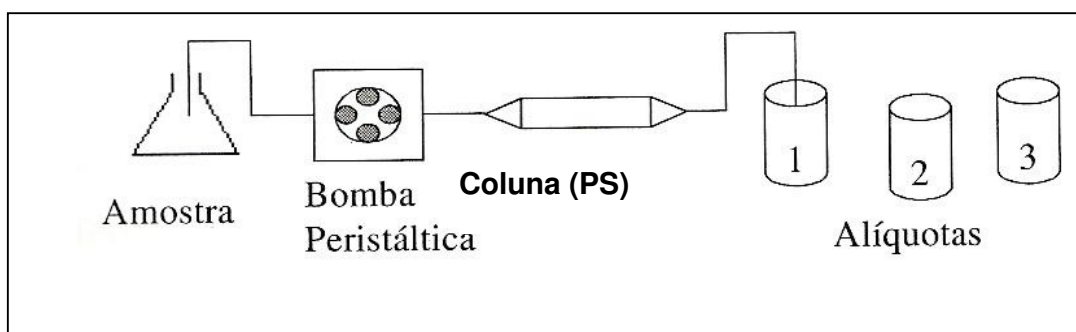 Amostra
Bomba
Peristáltica
Coluna (PS)
1
2
3
Alíquotas